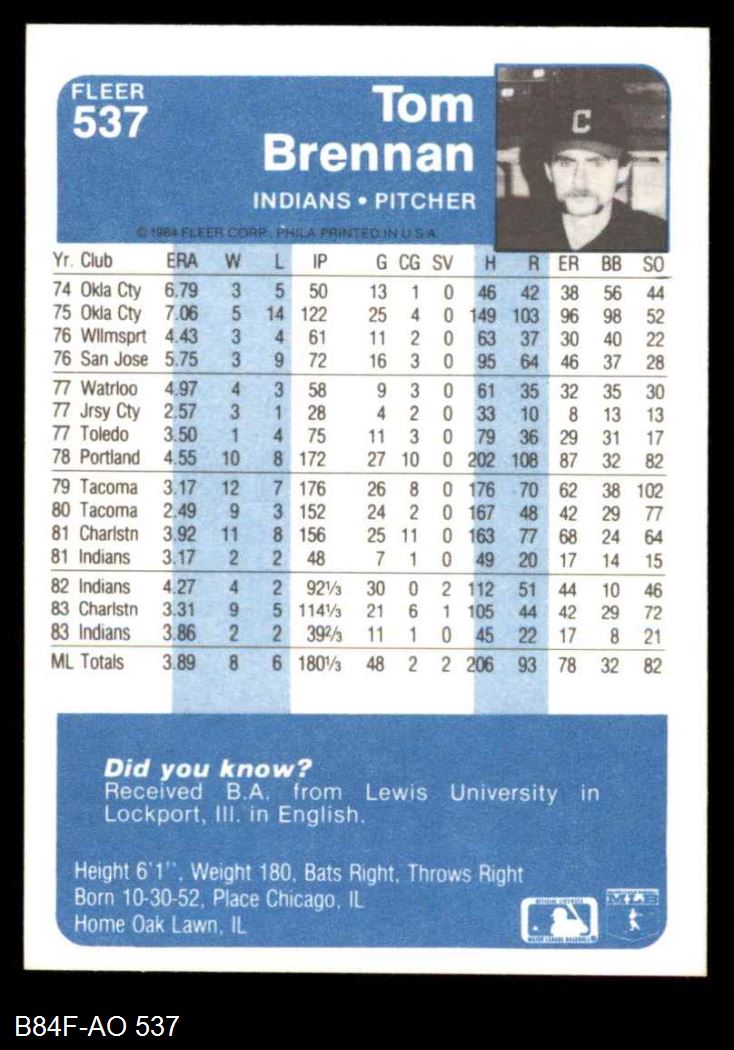 FLEER
537
Tom
Brennan
INDIANS • PITCHER
© 1984 FLEER CORP. PHILA PRINTED IN U.S.A.
C
Yr. Club ERA W L IP G CG SV H R ER BB SO
74 Okla Cty 6.79 3 5 50 13 1 0 46 42 38 56 44
75 Okla Cty 7.06 5 14 122 25 4 0 149 103 96 98 52
76 Wllmsprt 4.43 3 4 61 11 2 0 63 37 30 40 22
76 San Jose 5.75 3 9 72 16 3 0 95 64 46 37 28
77 Watrloo 4.97 4 3 58 9 3 0 61 35 32 35 30
77 Jrsy Cty 2.57 3 1 28 4 2 0 33 10 8 13 13
77 Toledo 3.50 1 4 75 11 3 0 79 36 29 31 17
78 Portland 4.55 10 8 172 27 10 0 202 108 87 32 82
79 Tacoma 3.17 12 7 176 26 8 0 176 70 62 38 102
80 Tacoma 2.49 9 3 152 24 2 0 167 48 42 29 77
81 Charlstn 3.92 11 8 156 25 11 0 163 77 68 24 64
81 Indians 3.17 2 2 48 7 1 0 49 20 17 14 15
82 Indians 4.27 4 2 92⅓ 30 0 2 112 51 44 10 46
83 Charlstn 3.31 9 5 114⅓ 21 6 1 105 44 42 29 72
83 Indians 3.86 2 2 39⅔ 11 1 0 45 22 17 8 21
ML Totals 3.89 8 6 180⅓ 48 2 2 206 93 78 32 82
Did you know?
Received B.A. from Lewis University in
Lockport, Ill. in English.
Height 6'1'', Weight 180, Bats Right, Throws Right
Born 10-30-52, Place Chicago, IL
Home Oak Lawn, IL
MLB
B84F-AO 537